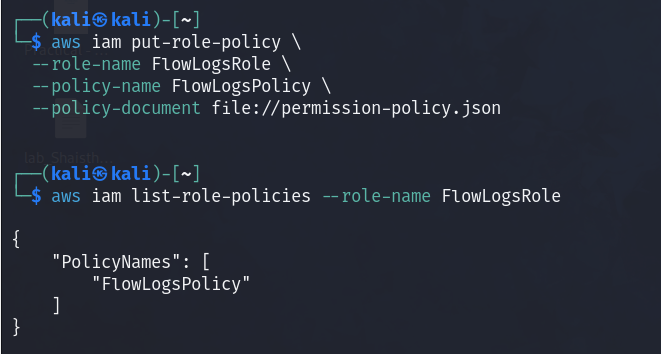 ┌──(kali㉿kali)-[~]
└─$ aws iam put-role-policy \
--role-name FlowLogsRole \
--policy-name FlowLogsPolicy \
--policy-document file://permission-policy.json
┌──(kali㉿kali)-[~]
└─$ aws iam list-role-policies --role-name FlowLogsRole
{
    "PolicyNames": [
        "FlowLogsPolicy"
    ]
}